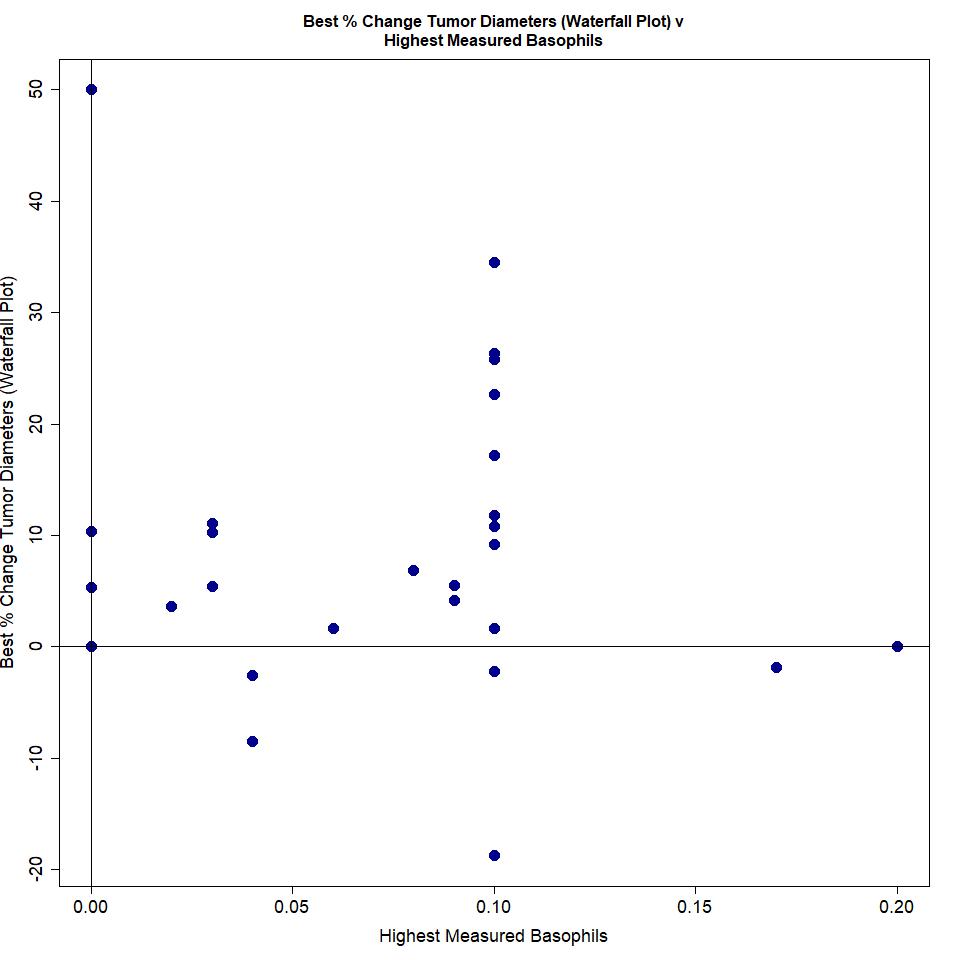 Best % Change Tumor Diameters (Waterfall Plot) v
Highest Measured Basophils
Best % Change Tumor Diameters (Waterfall Plot)
50
40
30
20
10
0
-10
-20
0.00 0.05 0.10 0.15 0.20
Highest Measured Basophils